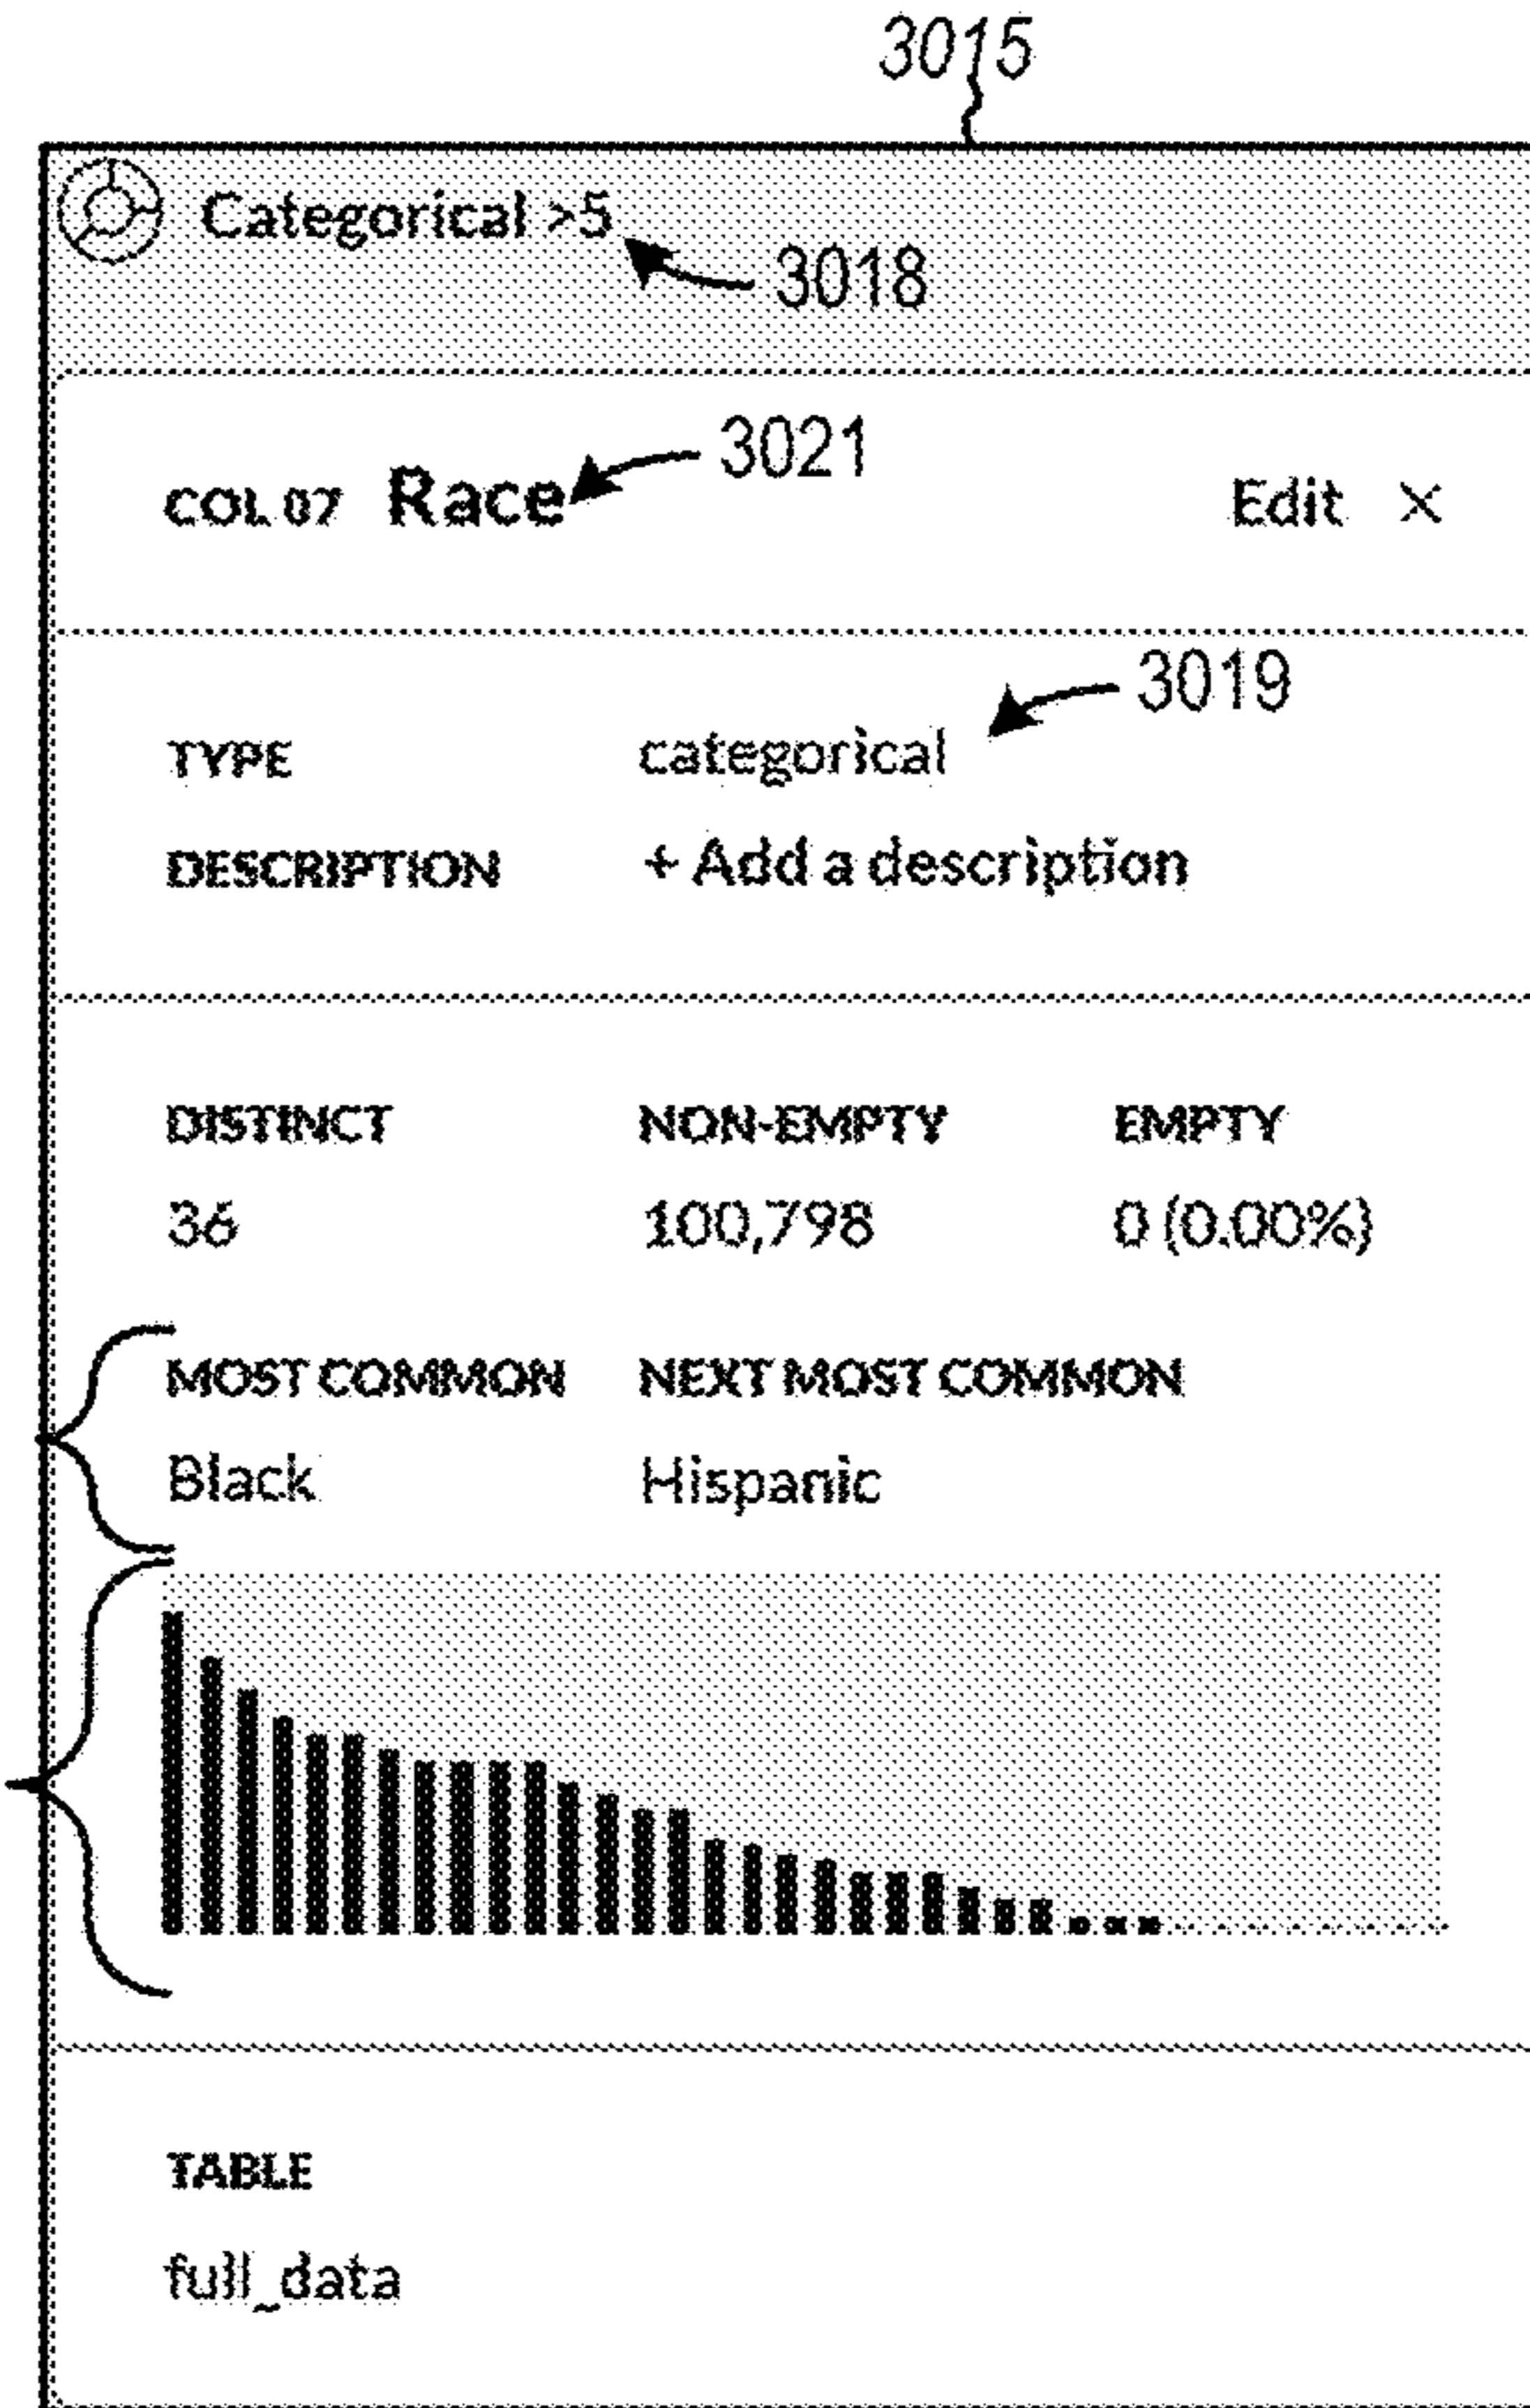 3015
Categorical >5
3018
3021
COL 07 Race Edit ×
3019
TYPE categorical
DESCRIPTION + Add a description
DISTINCT NON-EMPTY EMPTY
36 100,798 0 (0.00%)
MOST COMMON NEXT MOST COMMON
Black Hispanic
TABLE
full_data